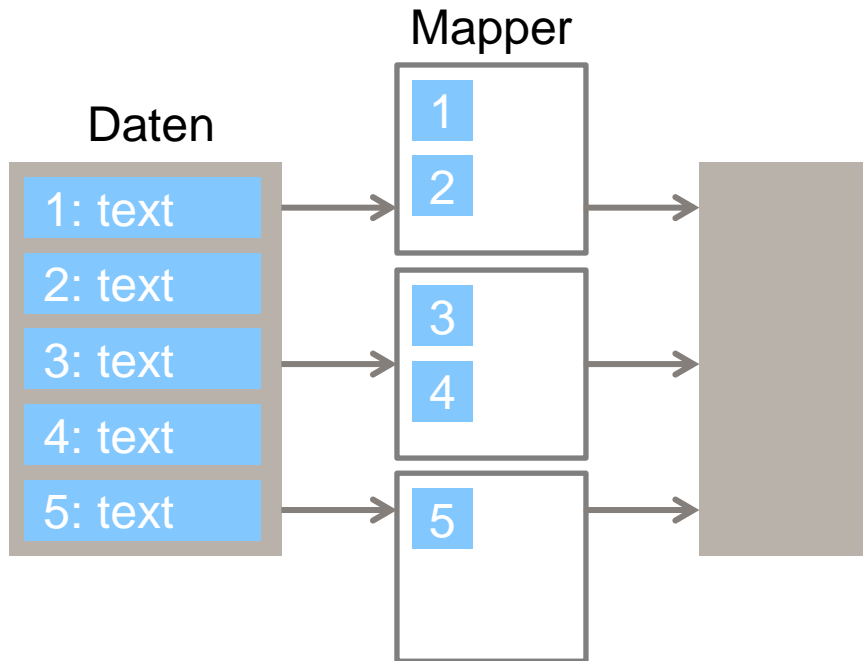 Mapper
Daten
1: text
2: text
3: text
4: text
5: text
1
2
3
4
5